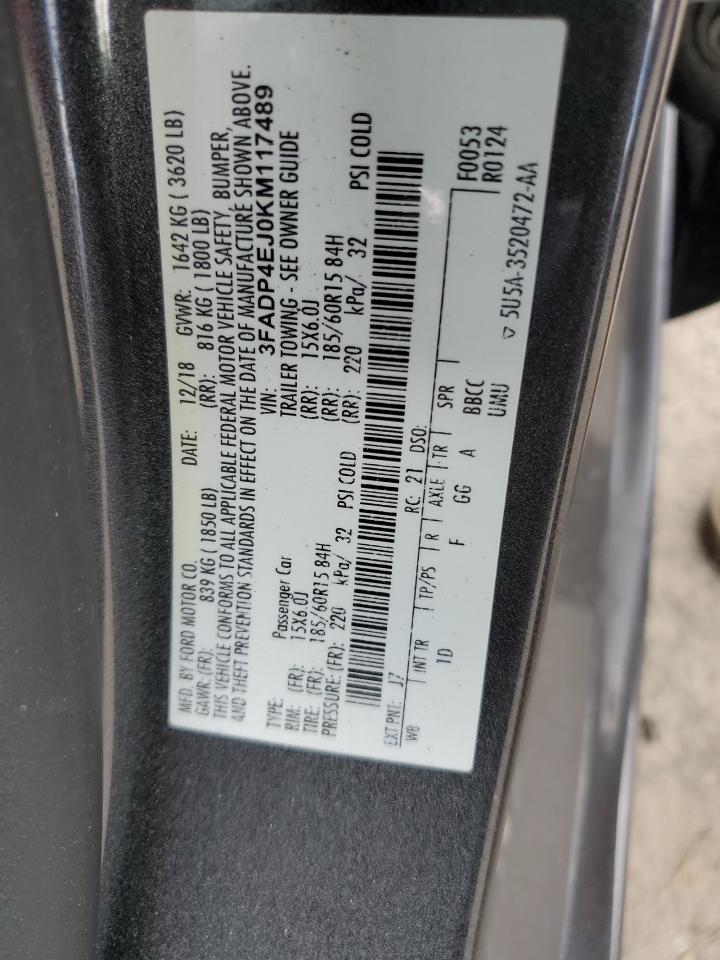 MFD. BY FORD MOTOR CO. DATE: 12/18 GVWR: 1642 KG ( 3620 LB)
GAWR: (FR): 839 KG ( 1850 LB) (RR): 816 KG ( 1800 LB)
THIS VEHICLE CONFORMS TO ALL APPLICABLE FEDERAL MOTOR VEHICLE SAFETY, BUMPER,
AND THEFT PREVENTION STANDARDS IN EFFECT ON THE DATE OF MANUFACTURE SHOWN ABOVE.
VIN: 3FADP4EJ0KM117489
TYPE: Passenger Car TRAILER TOWING - SEE OWNER GUIDE
RIM: (FR): 15X6.0J (RR): 15X6.0J
TIRE: (FR): 185/60R15 84H (RR): 185/60R15 84H
PRESSURE: (FR): 220 kPa/ 32 PSI COLD (RR): 220 kPa/ 32 PSI COLD
EXT PNT: J7 RC: 21 DSO: F0053
WB INT TR TP/PS R AXLE TR SPR R0124
1D F GG A BBCC
UMU
▽ 5U5A-3520472-AA